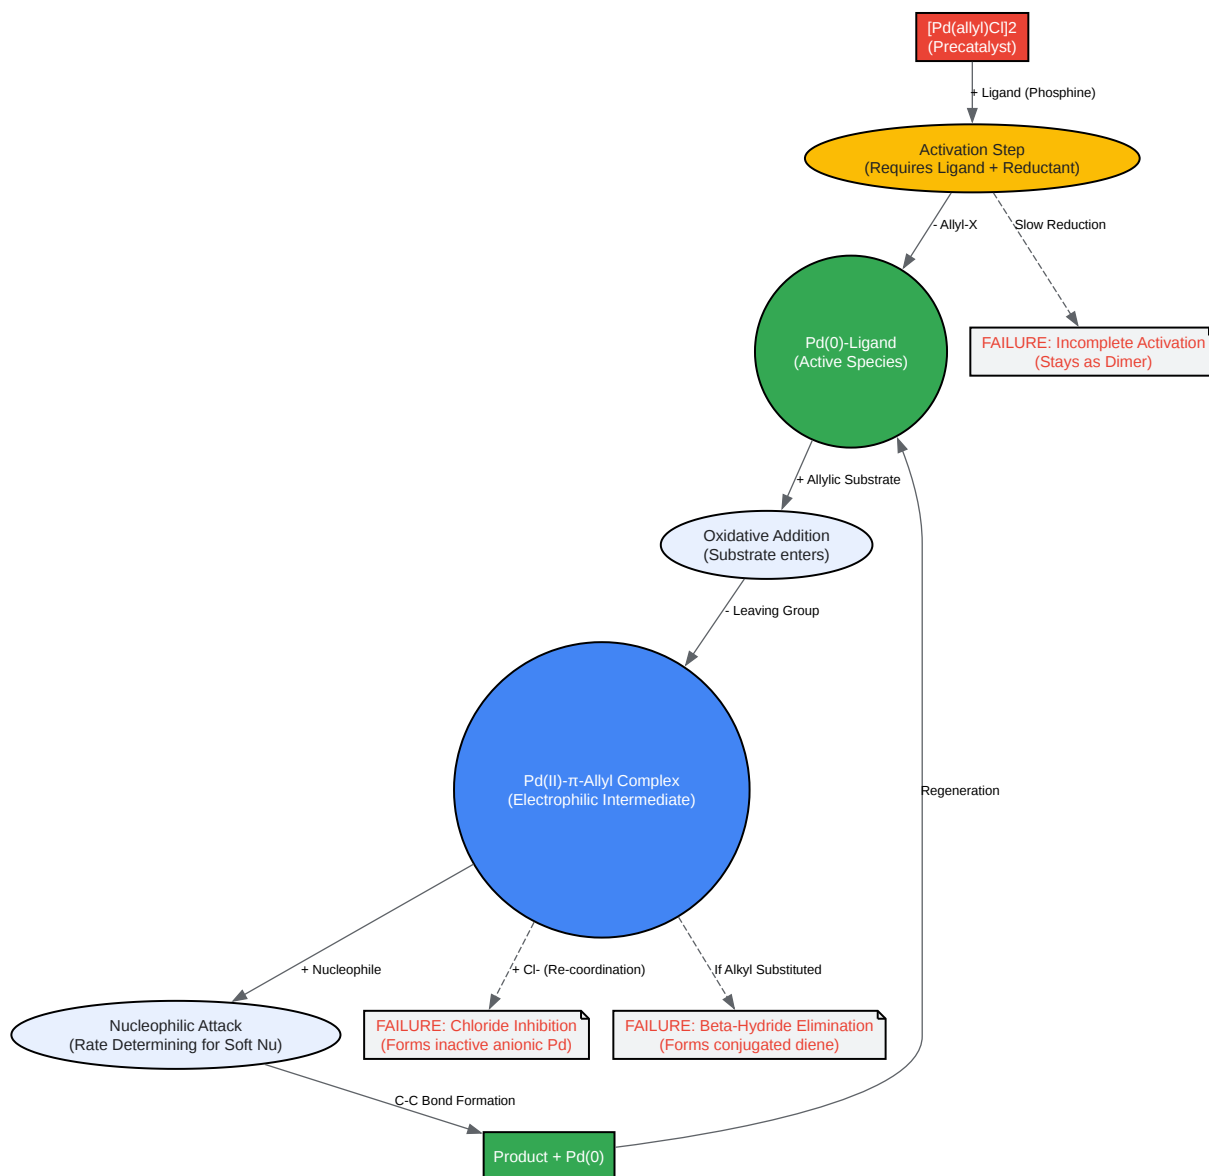 [Pd(allyl)Cl]2
(Precatalyst)
+ Ligand (Phosphine)
Activation Step
(Requires Ligand + Reductant)
- Allyl-X
Slow Reduction
Pd(0)-Ligand
(Active Species)
FAILURE: Incomplete Activation
(Stays as Dimer)
+ Allylic Substrate
Oxidative Addition
(Substrate enters)
- Leaving Group
Pd(II)-π-Allyl Complex
(Electrophilic Intermediate)
Regeneration
+ Nucleophile
+ Cl- (Re-coordination)
If Alkyl Substituted
Nucleophilic Attack
(Rate Determining for Soft Nu)
FAILURE: Chloride Inhibition
(Forms inactive anionic Pd)
FAILURE: Beta-Hydride Elimination
(Forms conjugated diene)
C-C Bond Formation
Product + Pd(0)